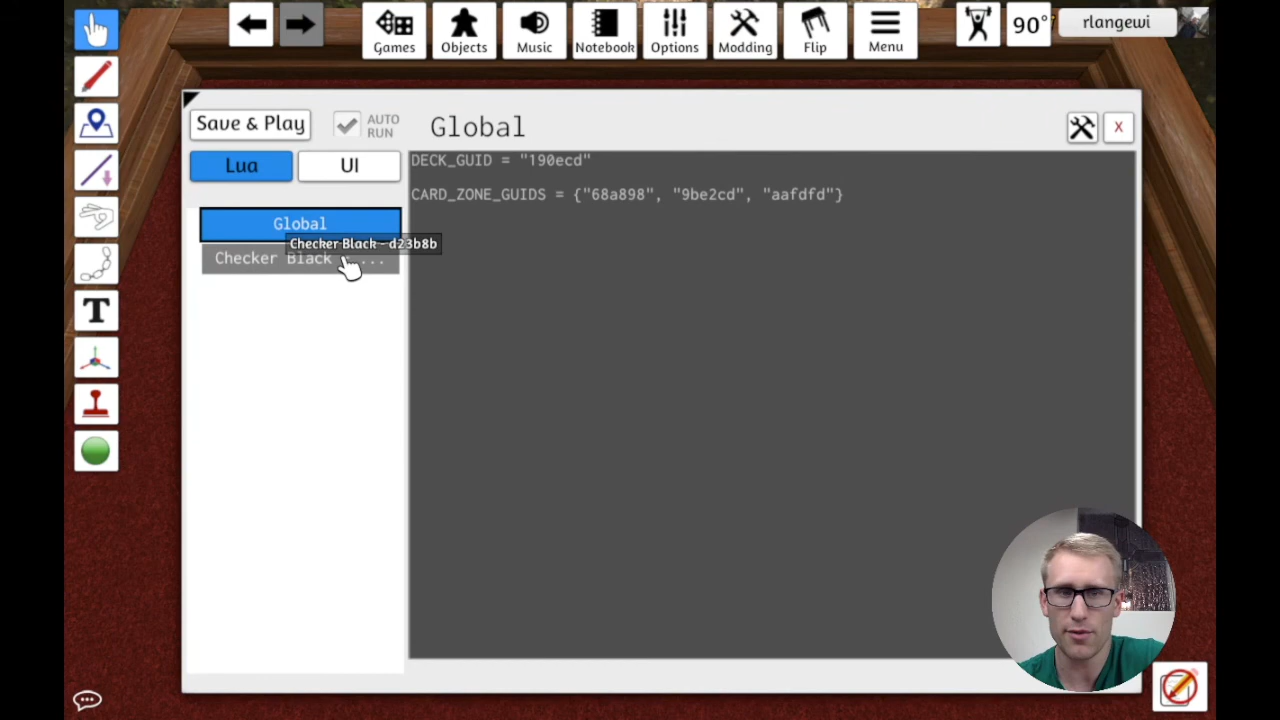 Games
Objects
Music
Notebook
Options
Modding
Flip
Menu
90°
rlangewi
Save & Play
AUTO
RUN
Global
X
Lua
UI
DECK_GUID = "190ecd"
CARD_ZONE_GUIDS = {"68a898", "9be2cd", "aafdfd"}
Global
Checker Black - d23b8b
Checker Black - ...
T